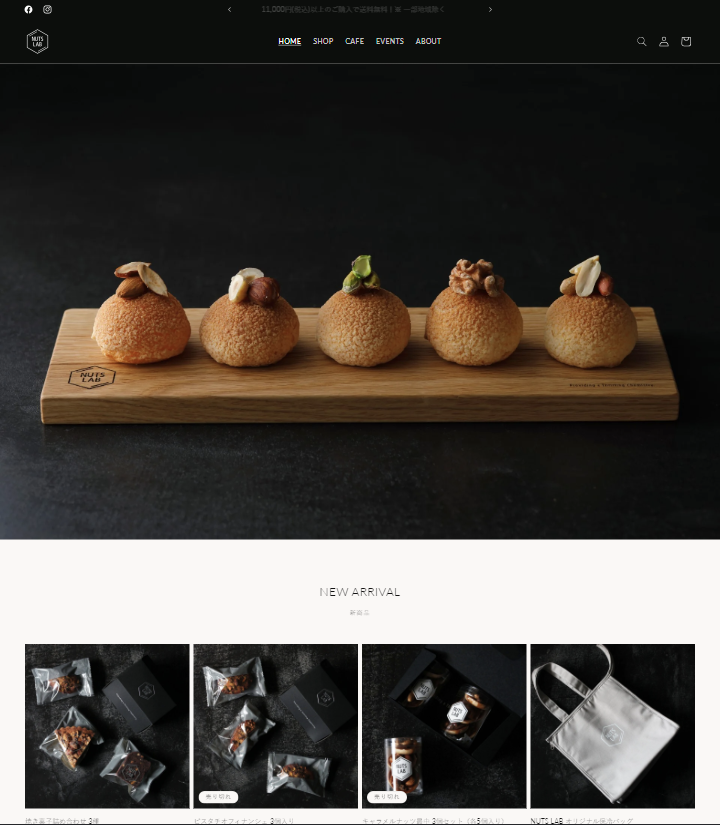 11,000円(税込)以上のご購入で送料無料！※ 一部地域除く
NUTS LAB
HOME SHOP CAFE EVENTS ABOUT
NUTS
LAB
NEW ARRIVAL
新商品
NUTS
LAB
売り切れ
売り切れ
焼き菓子詰め合わせ 3種
ピスタチオフィナンシェ 3個入り
キャラメルナッツ最中 3個セット（各5個入り）
NUTS LAB オリジナル保冷バッグ